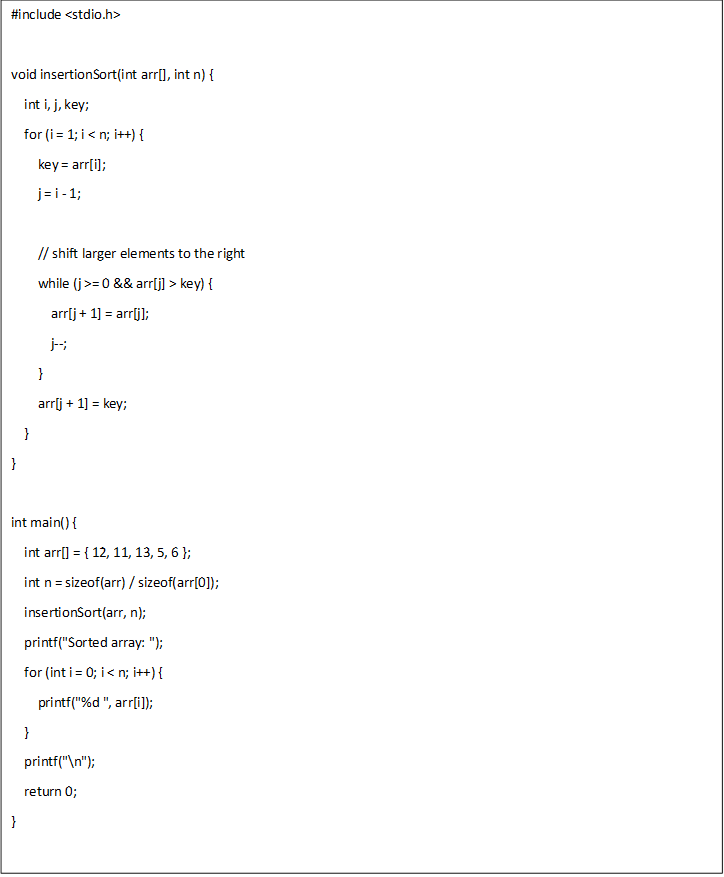 #include <stdio.h>
void insertionSort(int arr[], int n) {
int i, j, key;
for (i = 1; i < n; i++) {
key = arr[i];
j = i - 1;
// shift larger elements to the right
while (j >= 0 && arr[j] > key) {
arr[j + 1] = arr[j];
j--;
}
arr[j + 1] = key;
}
}
int main() {
int arr[] = { 12, 11, 13, 5, 6 };
int n = sizeof(arr) / sizeof(arr[0]);
insertionSort(arr, n);
printf("Sorted array: ");
for (int i = 0; i < n; i++) {
printf("%d ", arr[i]);
}
printf("\n");
return 0;
}